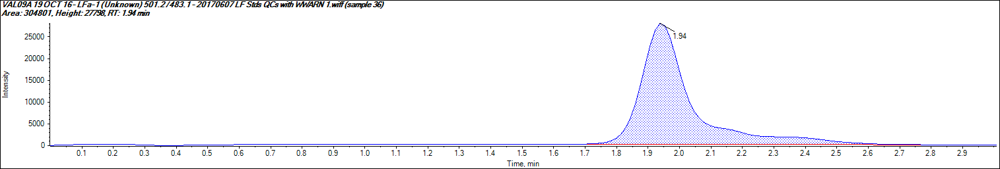 VAL09A 19 OCT 16 - LFa-1 (Unknown) 501.2 / 483.1 - 20170607 LF Stds QCs with WWARN 1.wiff (sample 36)
Area: 304801, Height: 27798, RT: 1.94 min
1.94
25000
20000
15000
10000
5000
0
Intensity
0.1 0.2 0.3 0.4 0.5 0.6 0.7 0.8 0.9 1.0 1.1 1.2 1.3 1.4 1.5 1.6 1.7 1.8 1.9 2.0 2.1 2.2 2.3 2.4 2.5 2.6 2.7 2.8 2.9
Time, min